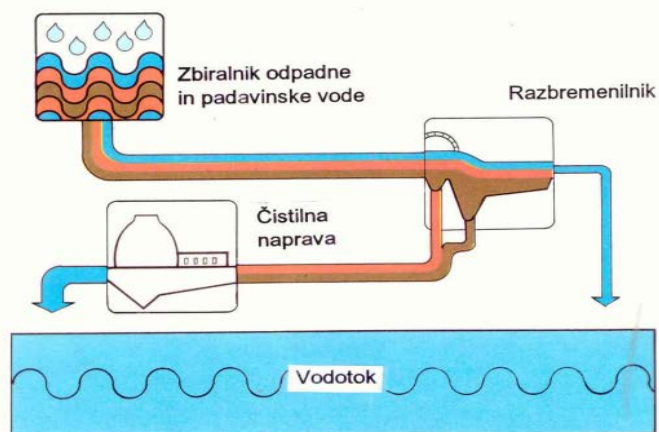 Zbiralnik odpadne
in padavinske vode
Razbremenilnik
Čistilna
naprava
Vodotok